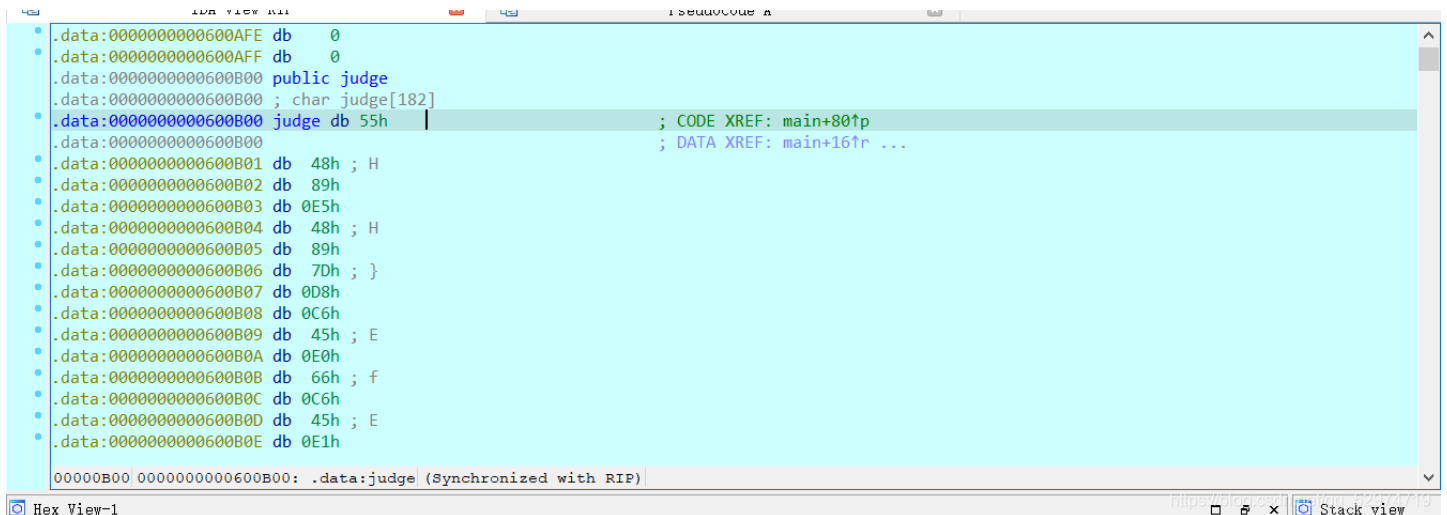 IDA View-RIP Pseudocode-A
.data:0000000000600AFE db 0
.data:0000000000600AFF db 0
.data:0000000000600B00 public judge
.data:0000000000600B00 ; char judge[182]
.data:0000000000600B00 judge db 55h ; CODE XREF: main+80↑p
.data:0000000000600B00 ; DATA XREF: main+16↑r ...
.data:0000000000600B01 db 48h ; H
.data:0000000000600B02 db 89h
.data:0000000000600B03 db 0E5h
.data:0000000000600B04 db 48h ; H
.data:0000000000600B05 db 89h
.data:0000000000600B06 db 7Dh ; }
.data:0000000000600B07 db 0D8h
.data:0000000000600B08 db 0C6h
.data:0000000000600B09 db 45h ; E
.data:0000000000600B0A db 0E0h
.data:0000000000600B0B db 66h ; f
.data:0000000000600B0C db 0C6h
.data:0000000000600B0D db 45h ; E
.data:0000000000600B0E db 0E1h
00000B00 0000000000600B00: .data:judge (Synchronized with RIP)
Hex View-1 Stack view